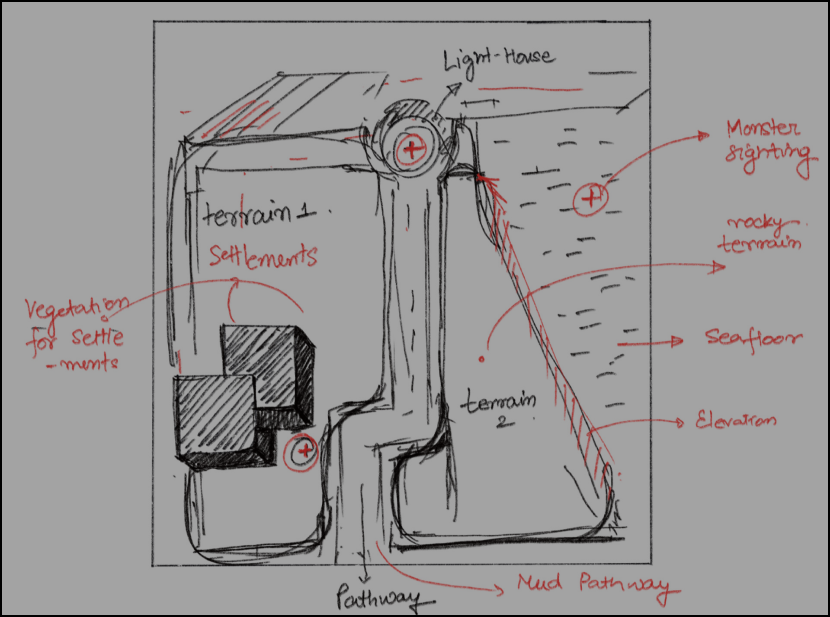 Light-House
Monster
sighting
terrain 1.
Settlements
rocky
terrain
Vegetation
for settle
-ments
Seafloor
terrain
2
Elevation
Mud Pathway
Pathway